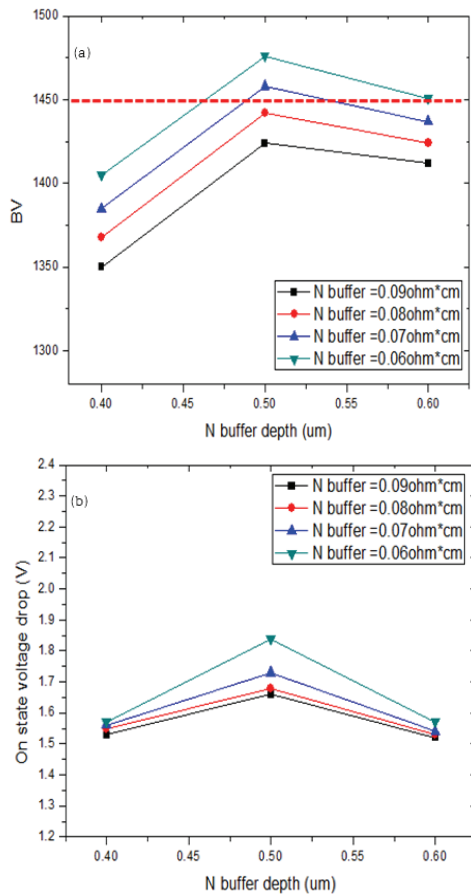 (a)
1500
1450
1400
1350
1300
BV
N buffer =0.09ohm*cm
N buffer =0.08ohm*cm
N buffer =0.07ohm*cm
N buffer =0.06ohm*cm
0.40 0.45 0.50 0.55 0.60
N buffer depth (um)
(b)
2.4
2.3
2.2
2.1
2.0
1.9
1.8
1.7
1.6
1.5
1.4
1.3
1.2
On state voltage drop (V)
N buffer =0.09ohm*cm
N buffer =0.08ohm*cm
N buffer =0.07ohm*cm
N buffer =0.06ohm*cm
0.40 0.45 0.50 0.55 0.60
N buffer depth (um)